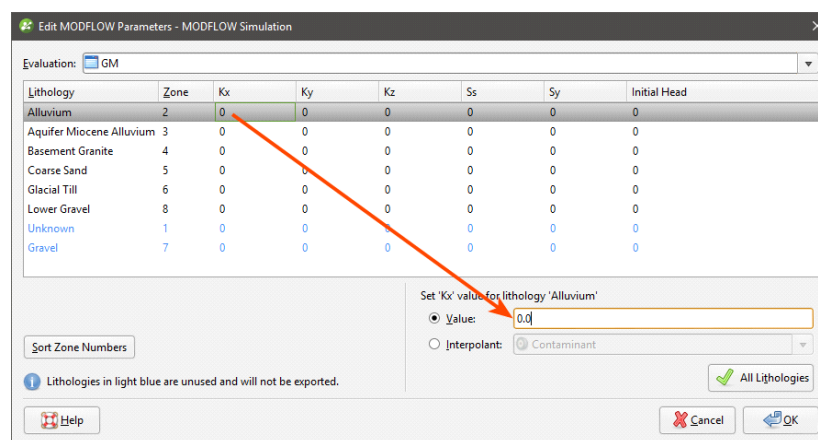 Edit MODFLOW Parameters - MODFLOW Simulation
Evaluation: GM
Lithology Zone Kx Ky Kz Ss Sy Initial Head
Alluvium 2 0 0 0 0 0 0
Aquifer Miocene Alluvium 3 0 0 0 0 0 0
Basement Granite 4 0 0 0 0 0 0
Coarse Sand 5 0 0 0 0 0 0
Glacial Till 6 0 0 0 0 0 0
Lower Gravel 8 0 0 0 0 0 0
Unknown 1 0 0 0 0 0 0
Gravel 7 0 0 0 0 0 0
Set 'Kx' value for lithology 'Alluvium'
Value: 0.0
Sort Zone Numbers
Interpolant: Contaminant
Lithologies in light blue are unused and will not be exported.
All Lithologies
Help Cancel OK